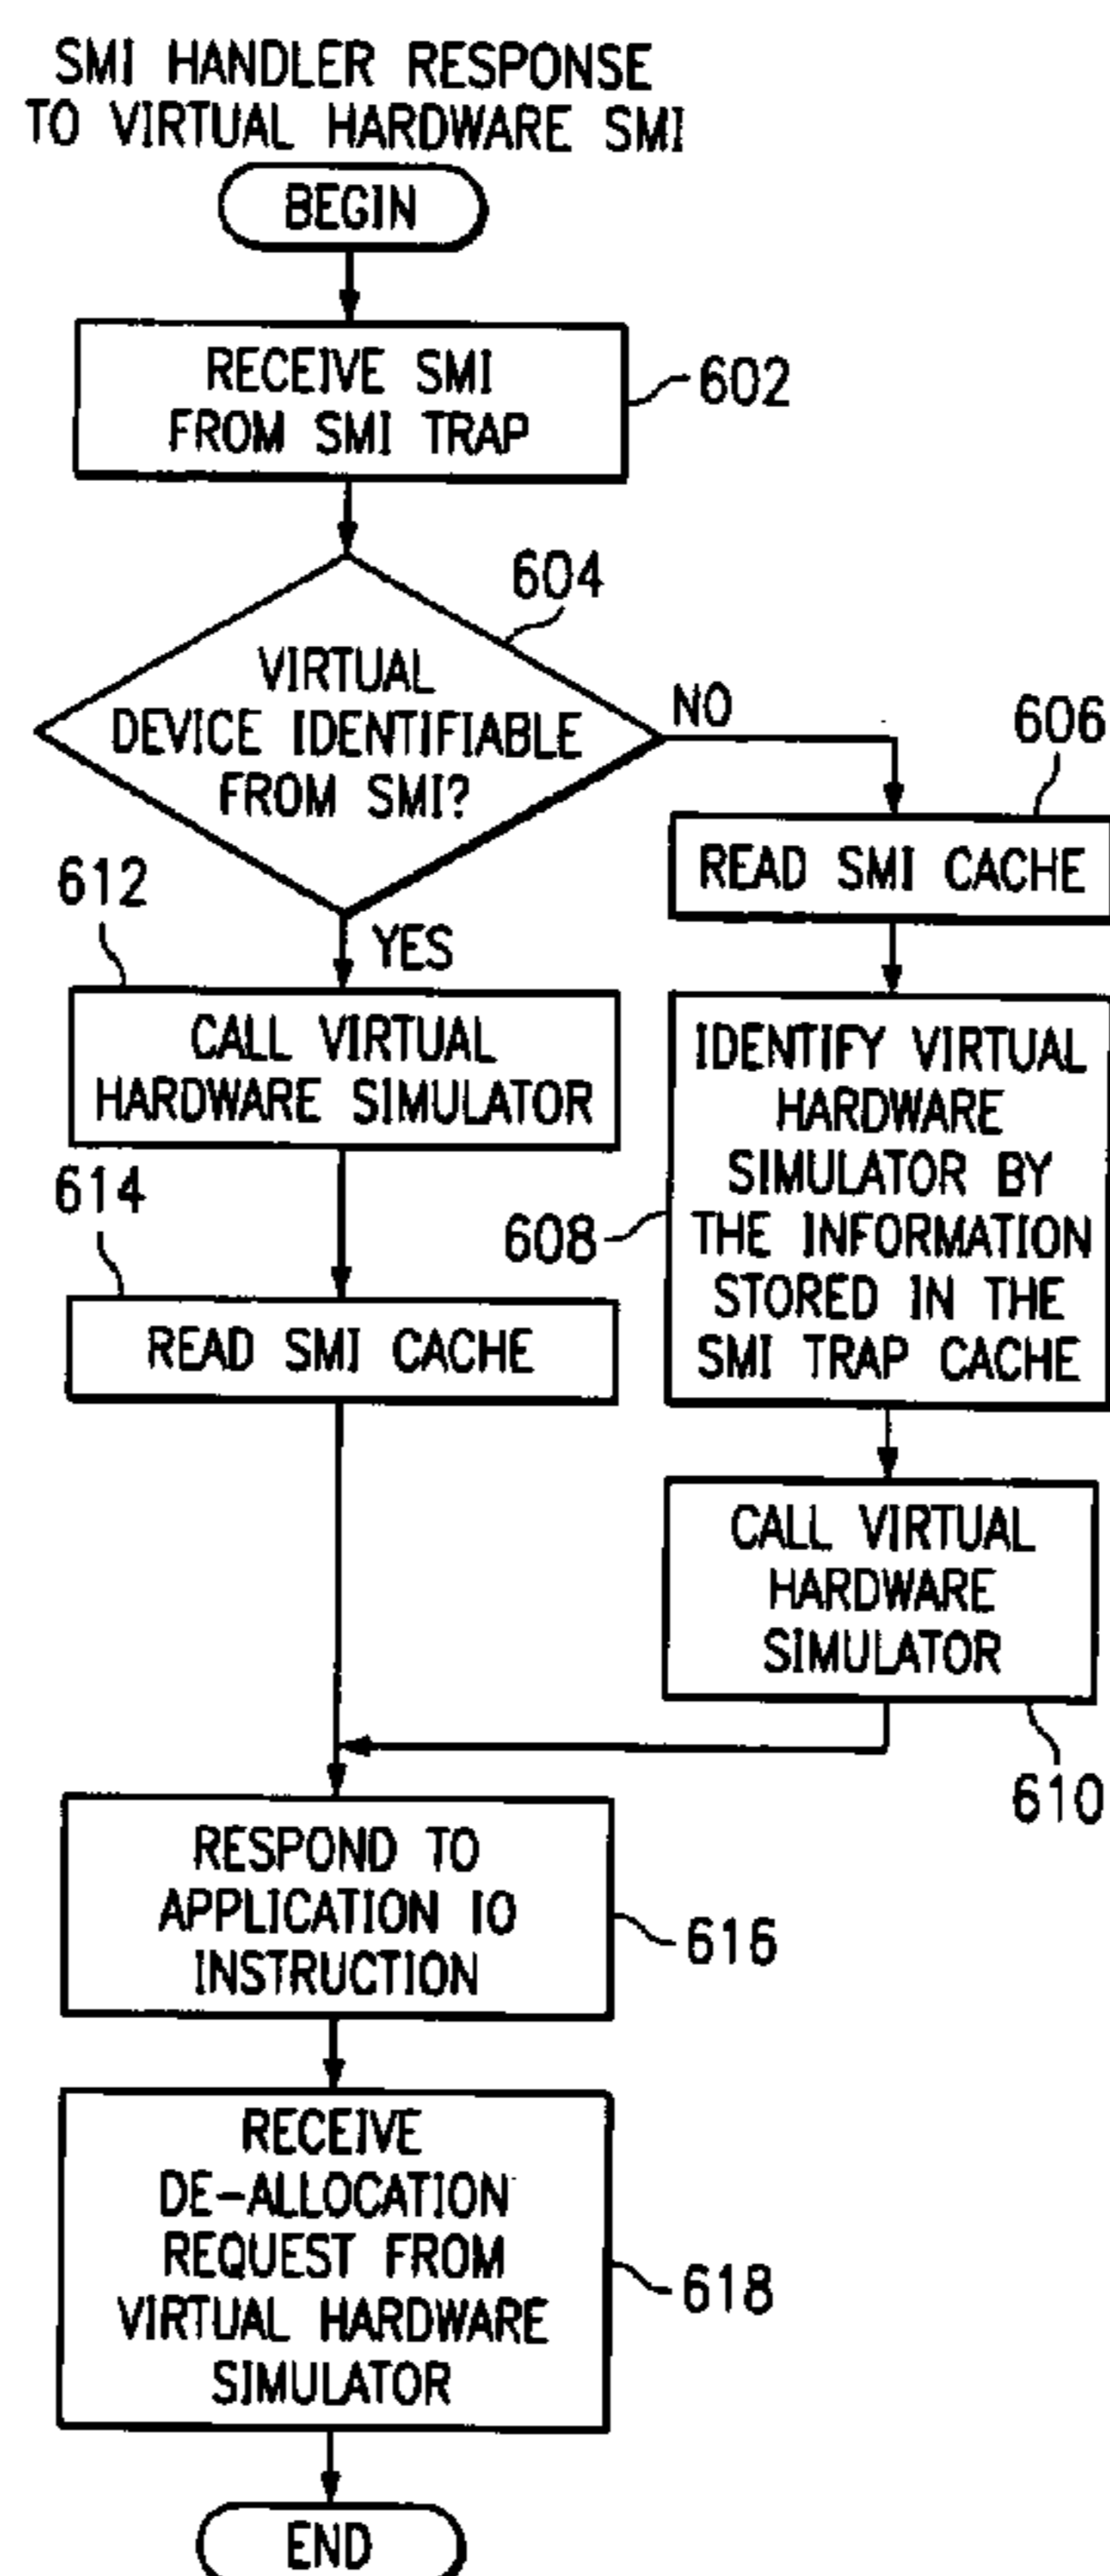 SMI HANDLER RESPONSE
TO VIRTUAL HARDWARE SMI
BEGIN
RECEIVE SMI
FROM SMI TRAP
602
604
VIRTUAL
DEVICE IDENTIFIABLE
FROM SMI?
NO
606
READ SMI CACHE
612
YES
CALL VIRTUAL
HARDWARE SIMULATOR
IDENTIFY VIRTUAL
HARDWARE
SIMULATOR BY
THE INFORMATION
STORED IN THE
SMI TRAP CACHE
608
614
READ SMI CACHE
CALL VIRTUAL
HARDWARE
SIMULATOR
610
RESPOND TO
APPLICATION IO
INSTRUCTION
616
RECEIVE
DE-ALLOCATION
REQUEST FROM
VIRTUAL HARDWARE
SIMULATOR
618
END